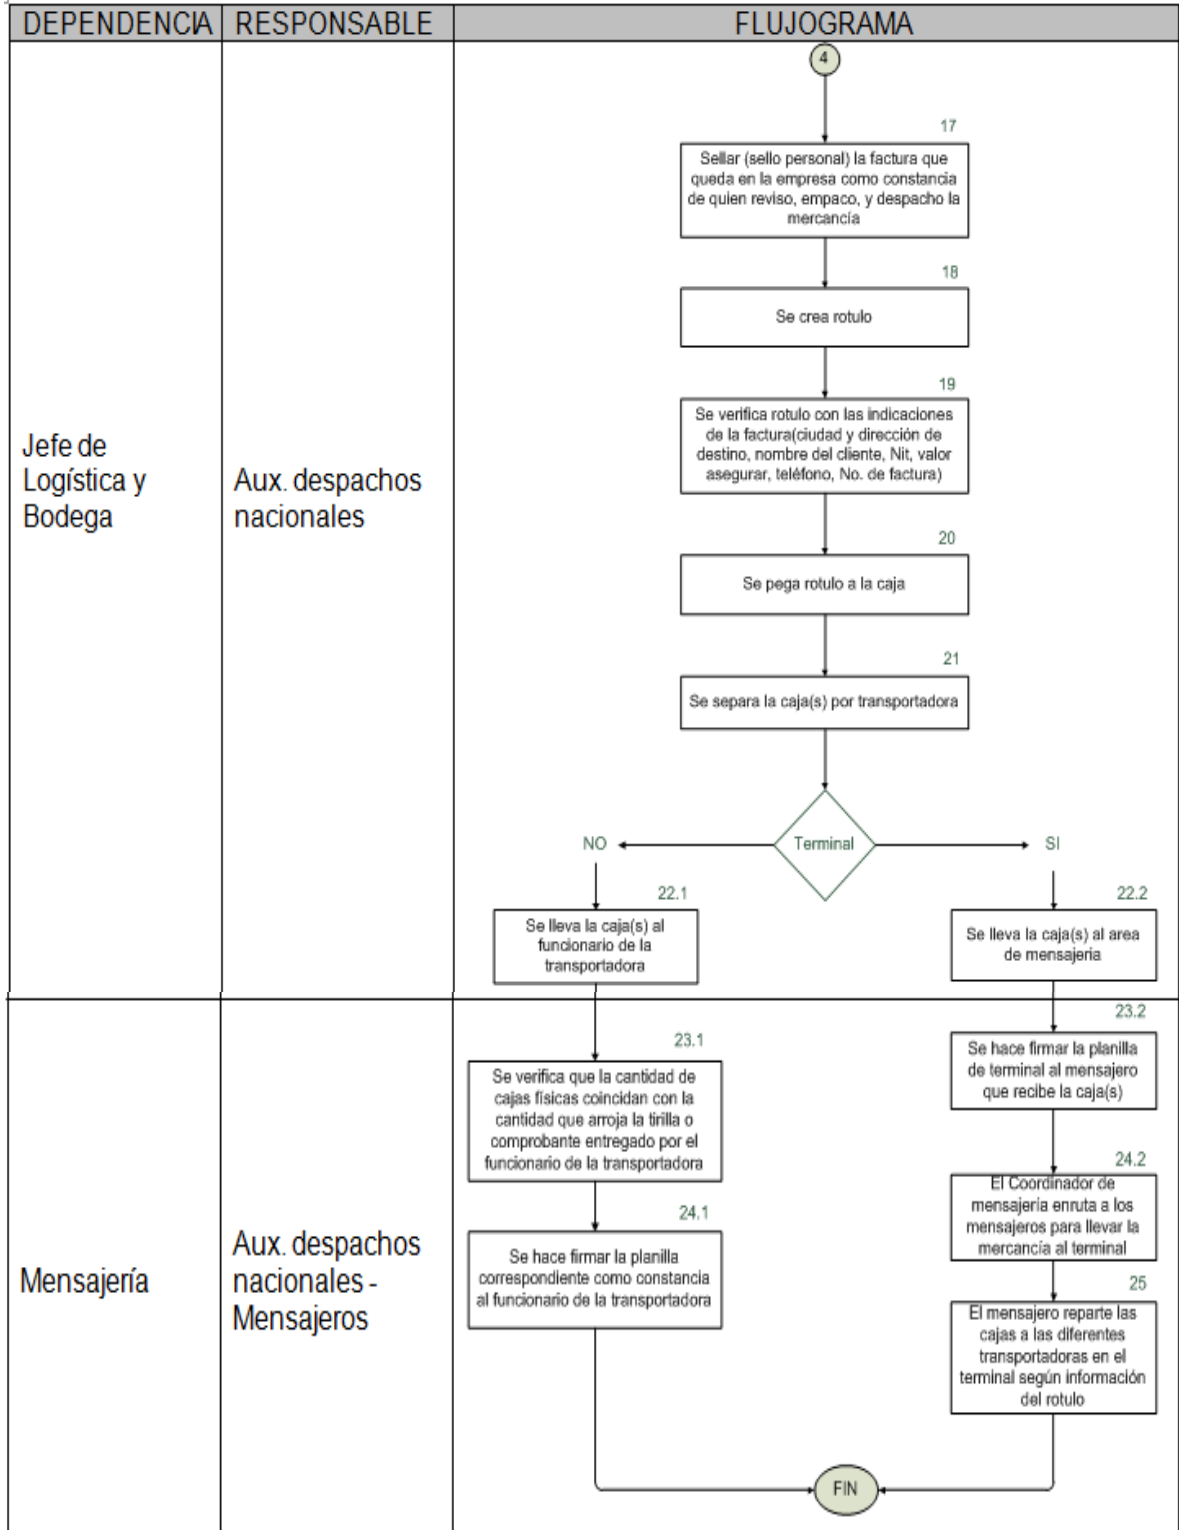 DEPENDENCIA
RESPONSABLE
FLUJOGRAMA
4
17
Sellar (sello personal) la factura que
queda en la empresa como constancia
de quien reviso, empaco, y despacho la
mercancía
18
Se crea rotulo
19
Se verifica rotulo con las indicaciones
de la factura(ciudad y dirección de
destino, nombre del cliente, Nit, valor
asegurar, teléfono, No. de factura)
Jefe de
Logística y
Bodega
Aux. despachos
nacionales
20
Se pega rotulo a la caja
21
Se separa la caja(s) por transportadora
NO
Terminal
SI
22.1
Se lleva la caja(s) al
funcionario de la
transportadora
22.2
Se lleva la caja(s) al area
de mensajeria
23.1
Se verifica que la cantidad de
cajas físicas coincidan con la
cantidad que arroja la tirilla o
comprobante entregado por el
funcionario de la transportadora
23.2
Se hace firmar la planilla
de terminal al mensajero
que recibe la caja(s)
24.1
Se hace firmar la planilla
correspondiente como constancia
al funcionario de la transportadora
24.2
El Coordinador de
mensajería enruta a los
mensajeros para llevar la
mercancía al terminal
Mensajería
Aux. despachos
nacionales -
Mensajeros
25
El mensajero reparte las
cajas a las diferentes
transportadoras en el
terminal según información
del rotulo
FIN